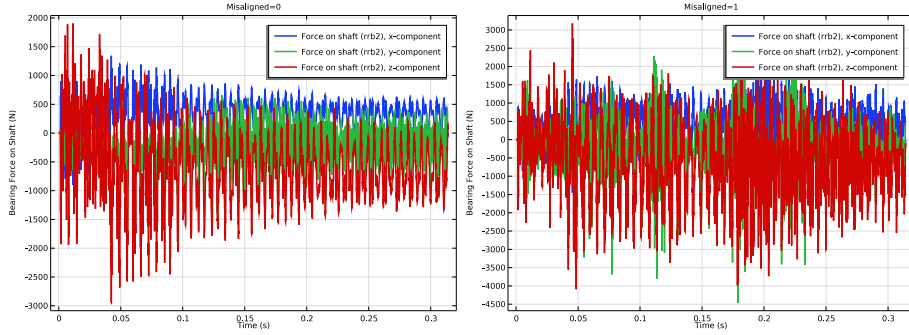 Misaligned=0
2000
1500
1000
500
0
-500
-1000
-1500
-2000
-2500
-3000
Bearing Force on Shaft (N)
Force on shaft (rrb2), x-component
Force on shaft (rrb2), y-component
Force on shaft (rrb2), z-component
0 0.05 0.1 0.15 0.2 0.25 0.3
Time (s)
Misaligned=1
3000
2500
2000
1500
1000
500
0
-500
-1000
-1500
-2000
-2500
-3000
-3500
-4000
-4500
Bearing Force on Shaft (N)
Force on shaft (rrb2), x-component
Force on shaft (rrb2), y-component
Force on shaft (rrb2), z-component
0 0.05 0.1 0.15 0.2 0.25 0.3
Time (s)